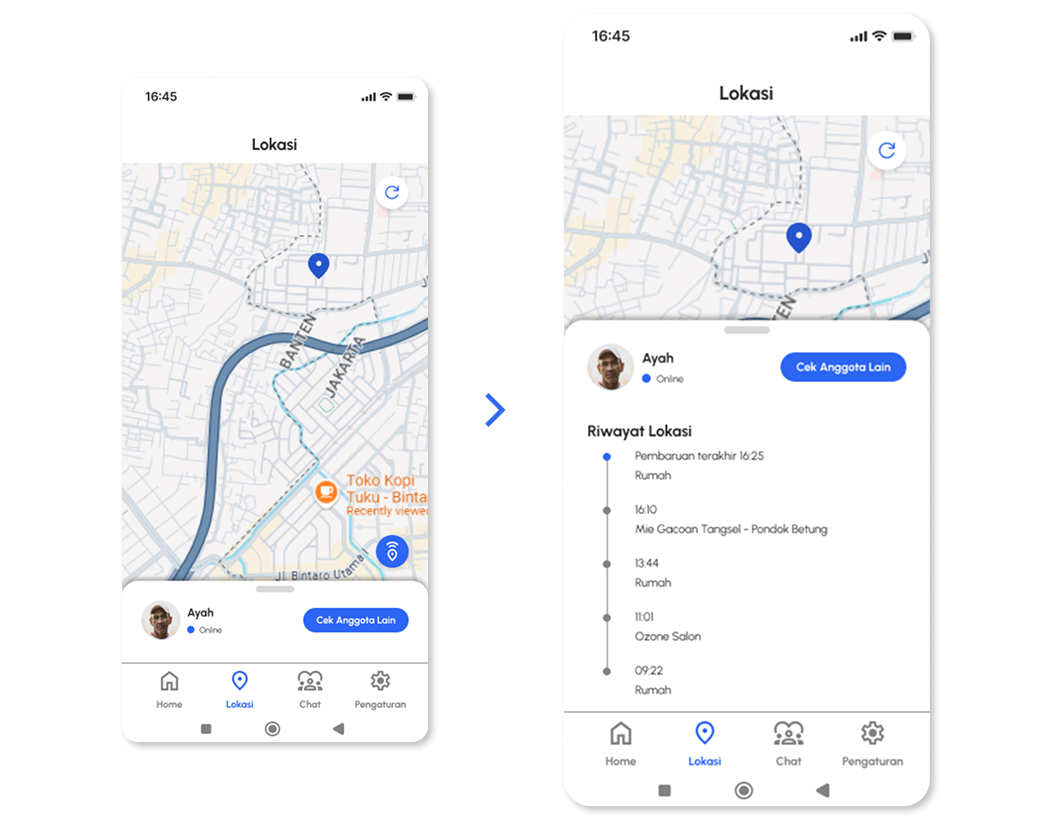 16:45
Lokasi
BANTEN
JAKARTA
Toko Kopi
Tuku - Binta
Recently viewed
Jl. Bintaro Utama
Ayah
Online
Cek Anggota Lain
Home
Lokasi
Chat
Pengaturan
16:45
Lokasi
Ayah
Online
Cek Anggota Lain
Riwayat Lokasi
Pembaruan terakhir 16:25
Rumah
16:10
Mie Gacoan Tangsel - Pondok Betung
13:44
Rumah
11:01
Ozone Salon
09:22
Rumah
Home
Lokasi
Chat
Pengaturan